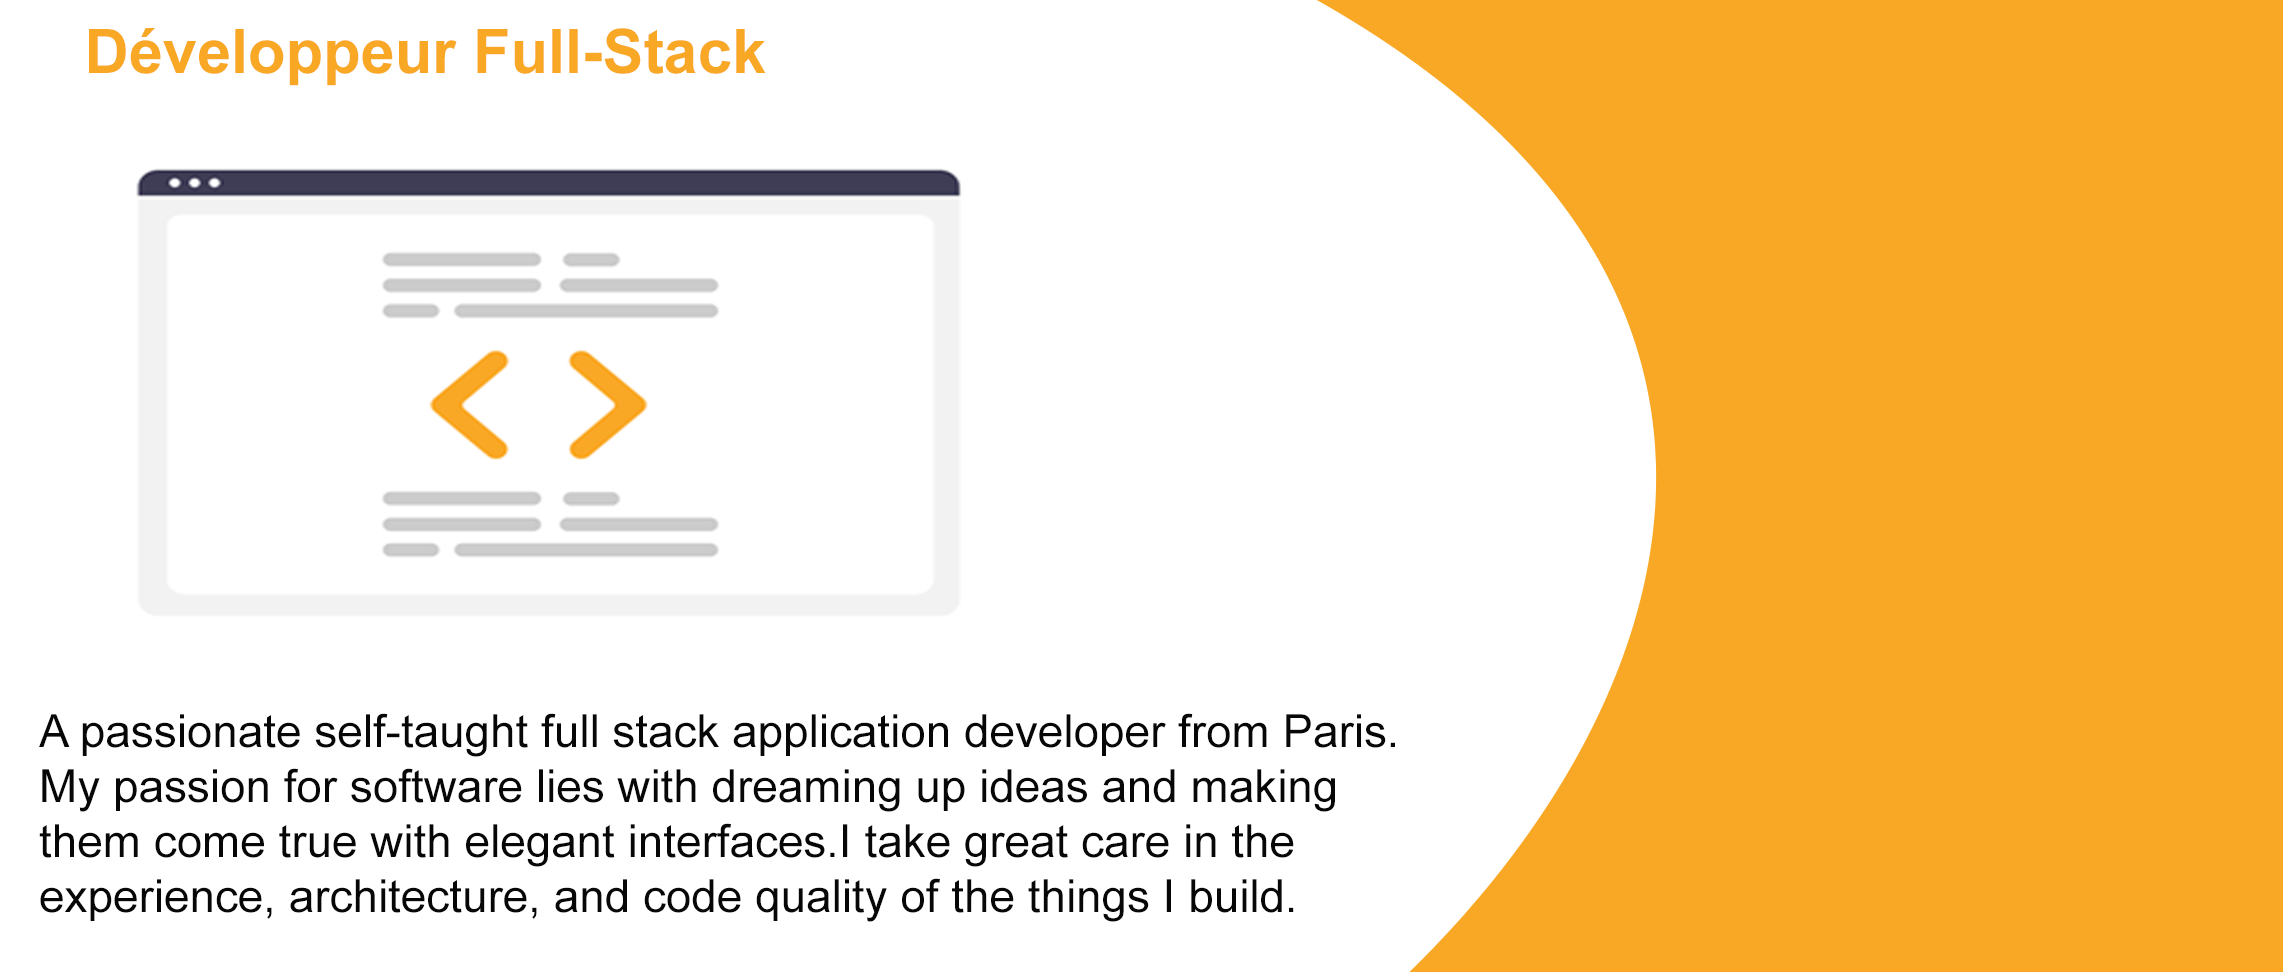 Développeur Full-Stack
A passionate self-taught full stack application developer from Paris.
My passion for software lies with dreaming up ideas and making
them come true with elegant interfaces.I take great care in the
experience, architecture, and code quality of the things I build.